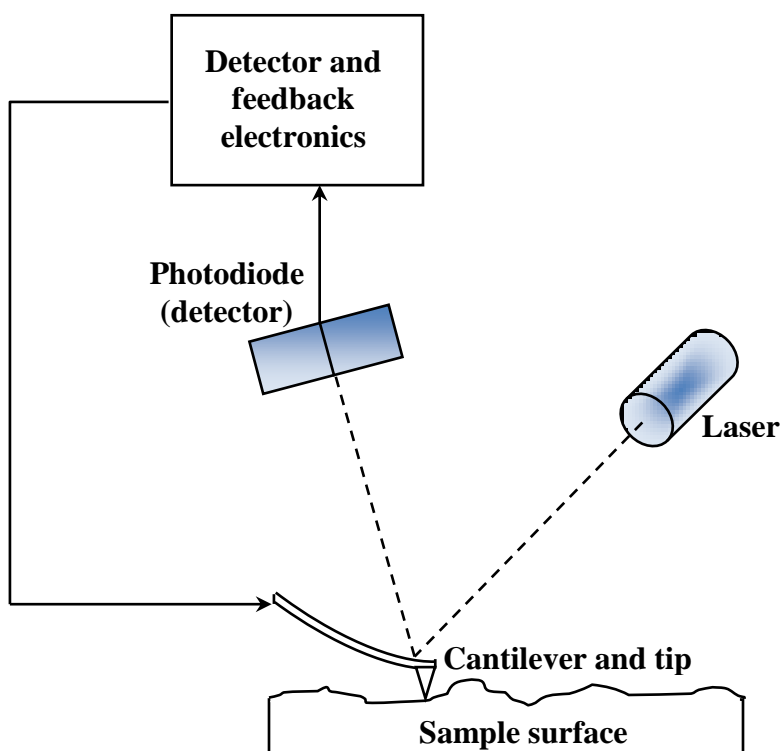 Detector and
feedback
electronics
Photodiode
(detector)
Laser
Cantilever and tip
Sample surface